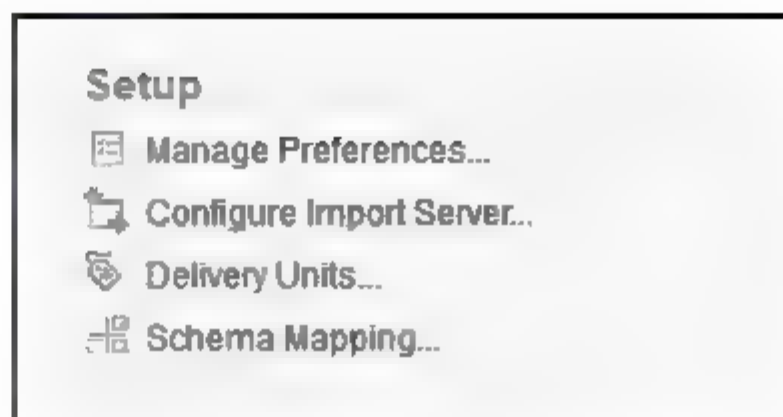 Setup
Manage Preferences...
Configure Import Server...
Delivery Units...
Schema Mapping...